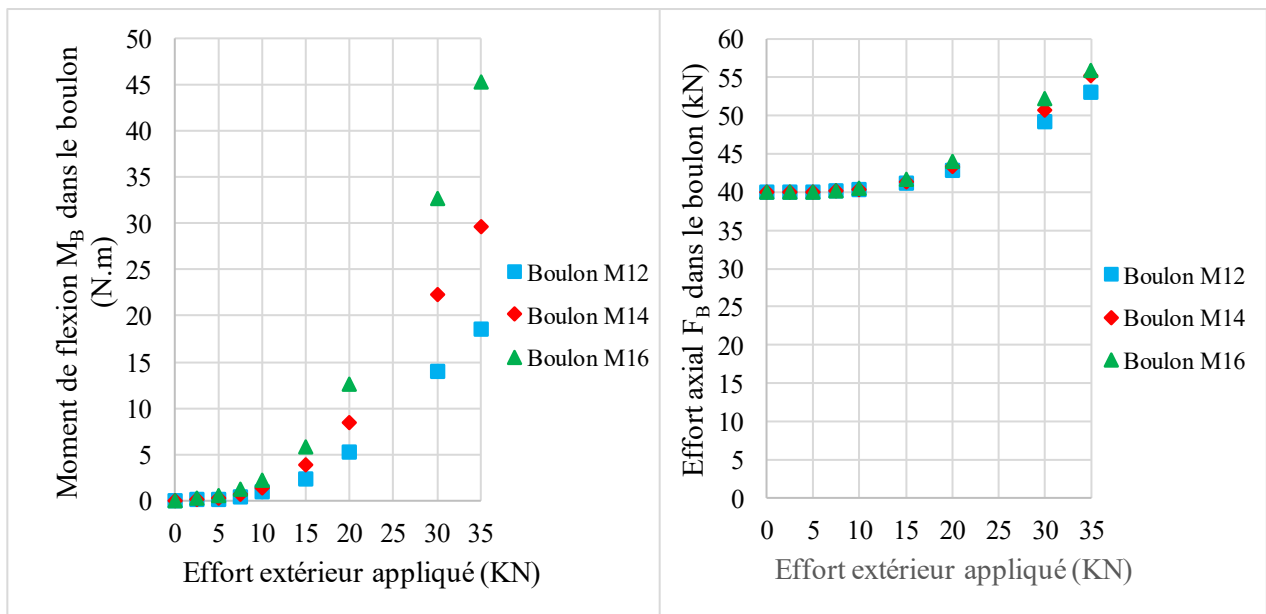 Moment de flexion M_B dans le boulon
(N.m)
50
45
40
35
30
25
20
15
10
5
0
0 5 10 15 20 25 30 35
Effort extérieur appliqué (KN)
Boulon M12
Boulon M14
Boulon M16
Effort axial F_B dans le boulon (kN)
60
55
50
45
40
35
30
25
20
15
10
5
0
0 5 10 15 20 25 30 35
Effort extérieur appliqué (KN)
Boulon M12
Boulon M14
Boulon M16